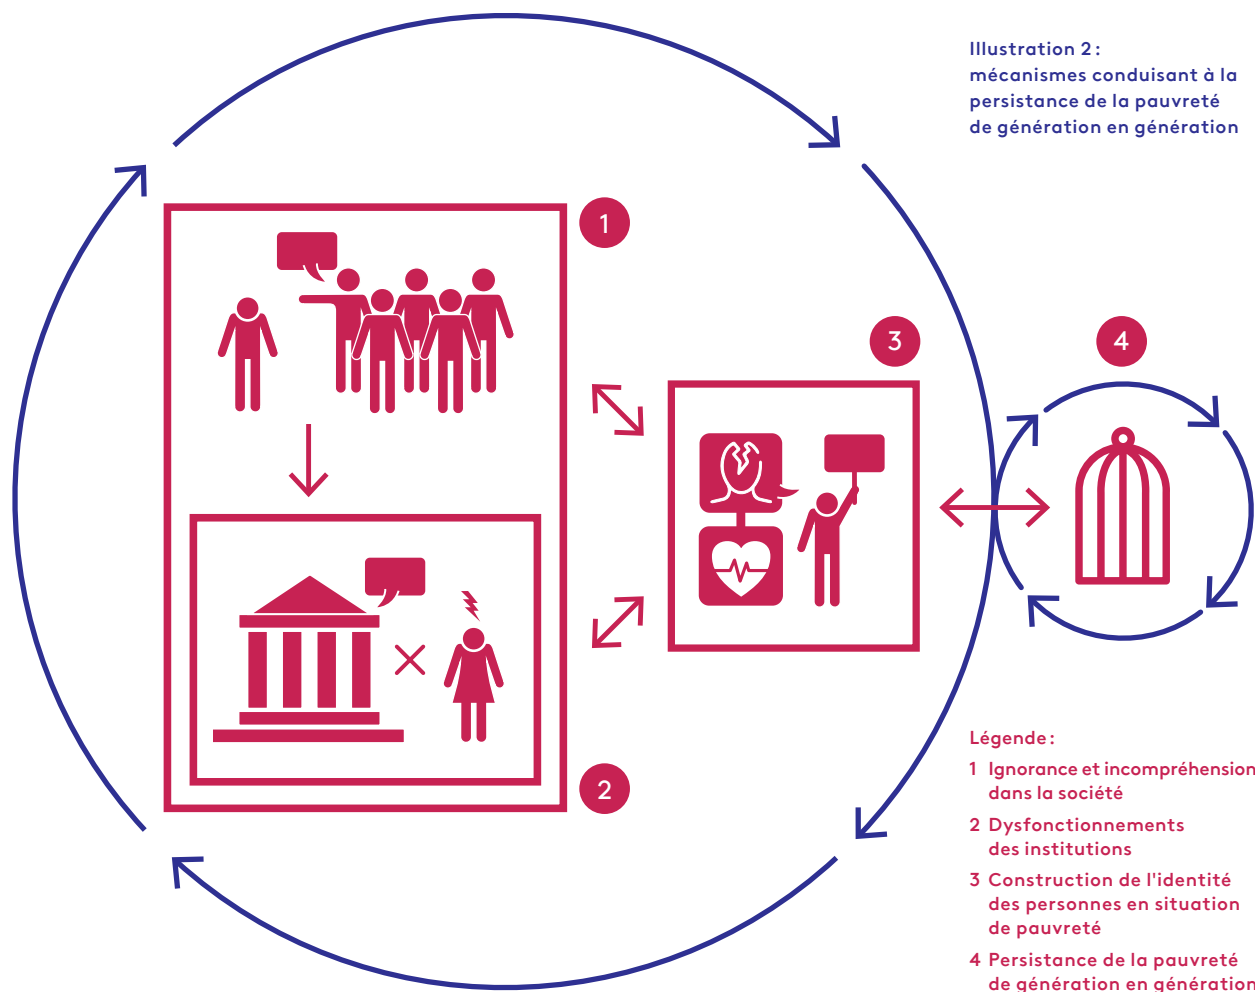 Illustration 2 :
mécanismes conduisant à la
persistance de la pauvreté
de génération en génération
1
3
4
2
Légende :
1 Ignorance et incompréhension
dans la société
2 Dysfonctionnements
des institutions
3 Construction de l'identité
des personnes en situation
de pauvreté
4 Persistance de la pauvreté
de génération en génération